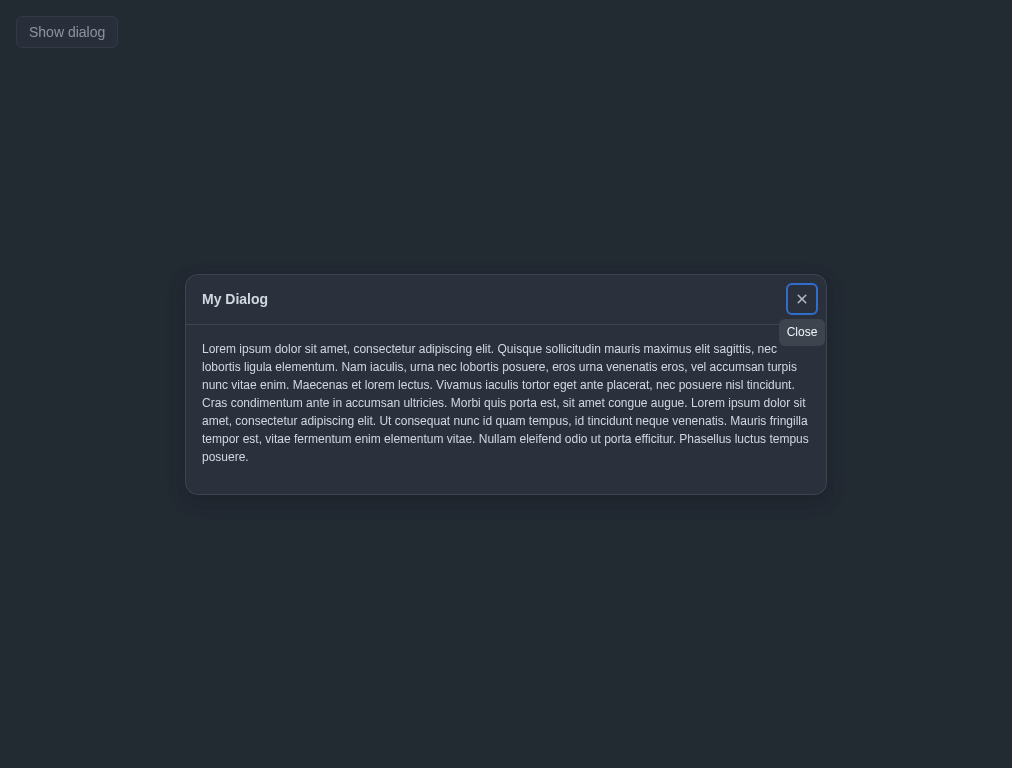 Show dialog
My Dialog
Close
Lorem ipsum dolor sit amet, consectetur adipiscing elit. Quisque sollicitudin mauris maximus elit sagittis, nec
lobortis ligula elementum. Nam iaculis, urna nec lobortis posuere, eros urna venenatis eros, vel accumsan turpis
nunc vitae enim. Maecenas et lorem lectus. Vivamus iaculis tortor eget ante placerat, nec posuere nisl tincidunt.
Cras condimentum ante in accumsan ultricies. Morbi quis porta est, sit amet congue augue. Lorem ipsum dolor sit
amet, consectetur adipiscing elit. Ut consequat nunc id quam tempus, id tincidunt neque venenatis. Mauris fringilla
tempor est, vitae fermentum enim elementum vitae. Nullam eleifend odio ut porta efficitur. Phasellus luctus tempus
posuere.